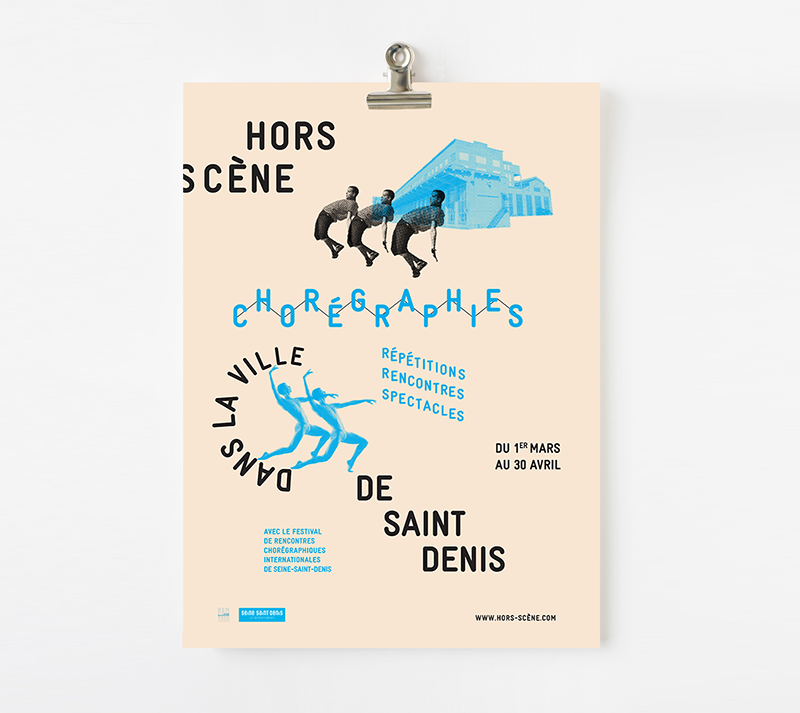 HORS
SCÈNE
CHORÉGRAPHIES
DANS LA VILLE
RÉPÉTITIONS
RENCONTRES
SPECTACLES
DU 1ER MARS
AU 30 AVRIL
DE
SAINT
DENIS
AVEC LE FESTIVAL
DE RENCONTRES
CHORÉGRAPHIQUES
INTERNATIONALES
DE SEINE-SAINT-DENIS
SEINE SAINT DENIS
WWW.HORS-SCÈNE.COM